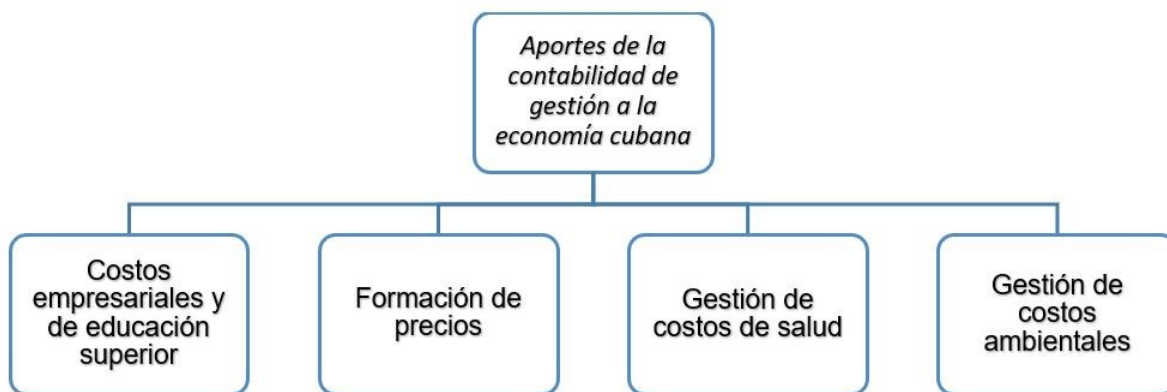 Aportes de la
contabilidad de
gestión a la
economía cubana
Costos
empresariales y
de educación
superior
Formación de
precios
Gestión de
costos de salud
Gestión de
costos
ambientales